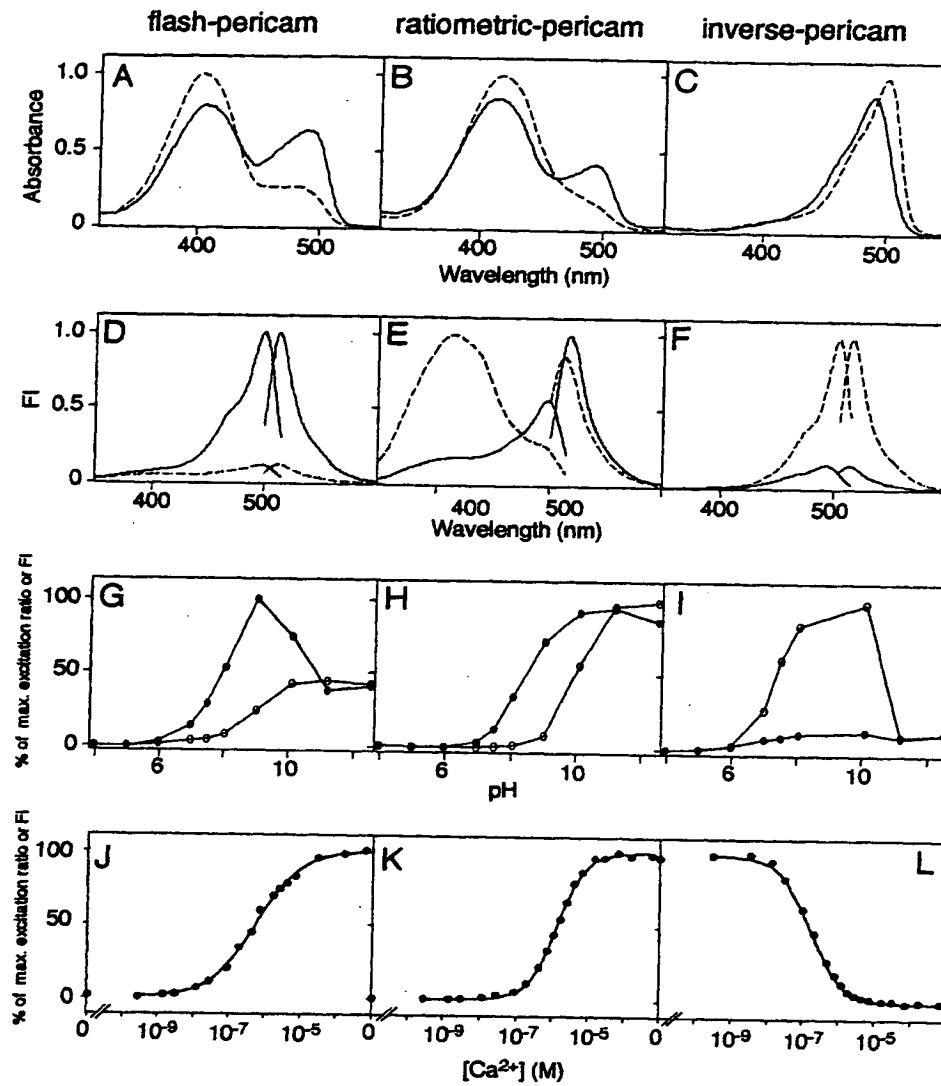 flash-pericam ratiometric-pericam inverse-pericam
A B C
Absorbance
1.0
0.5
0
400 500 400 500 400 500
Wavelength (nm)
D E F
FI
1.0
0.5
0
400 500 400 500 400 500
Wavelength (nm)
G H I
% of max. excitation ratio or FI
100
50
0
6 10 6 10 6 10
pH
J K L
% of max. excitation ratio or FI
100
50
0
0 10⁻⁹ 10⁻⁷ 10⁻⁵ 0 10⁻⁹ 10⁻⁷ 10⁻⁵ 0 10⁻⁹ 10⁻⁷ 10⁻⁵
[Ca²⁺] (M)